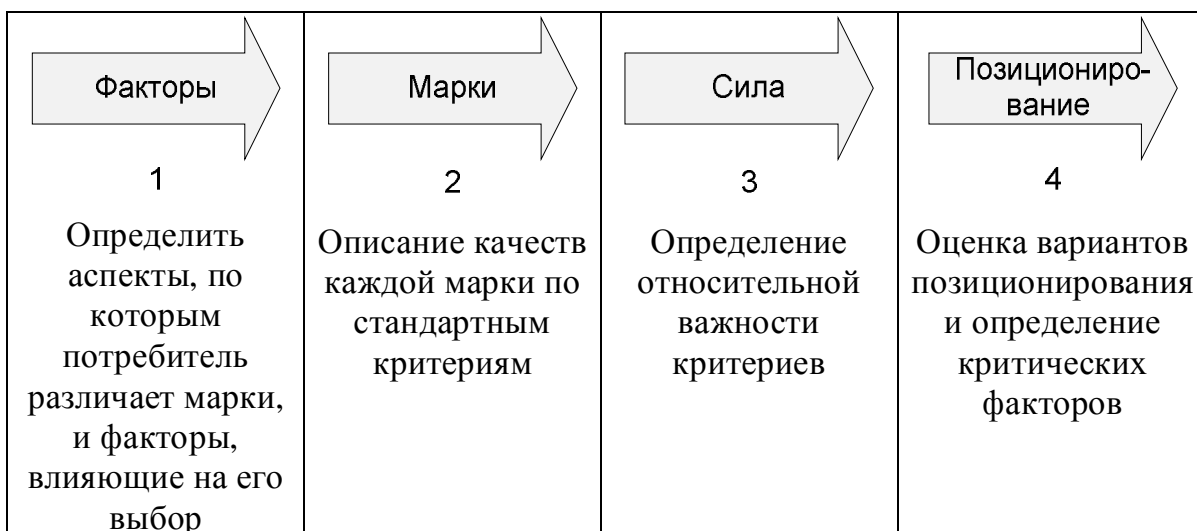 Факторы
1
Определить
аспекты, по
которым
потребитель
различает марки,
и факторы,
влияющие на его
выбор
Марки
2
Описание качеств
каждой марки по
стандартным
критериям
Сила
3
Определение
относительной
важности
критериев
Позициониро-
вание
4
Оценка вариантов
позиционирования
и определение
критических
факторов